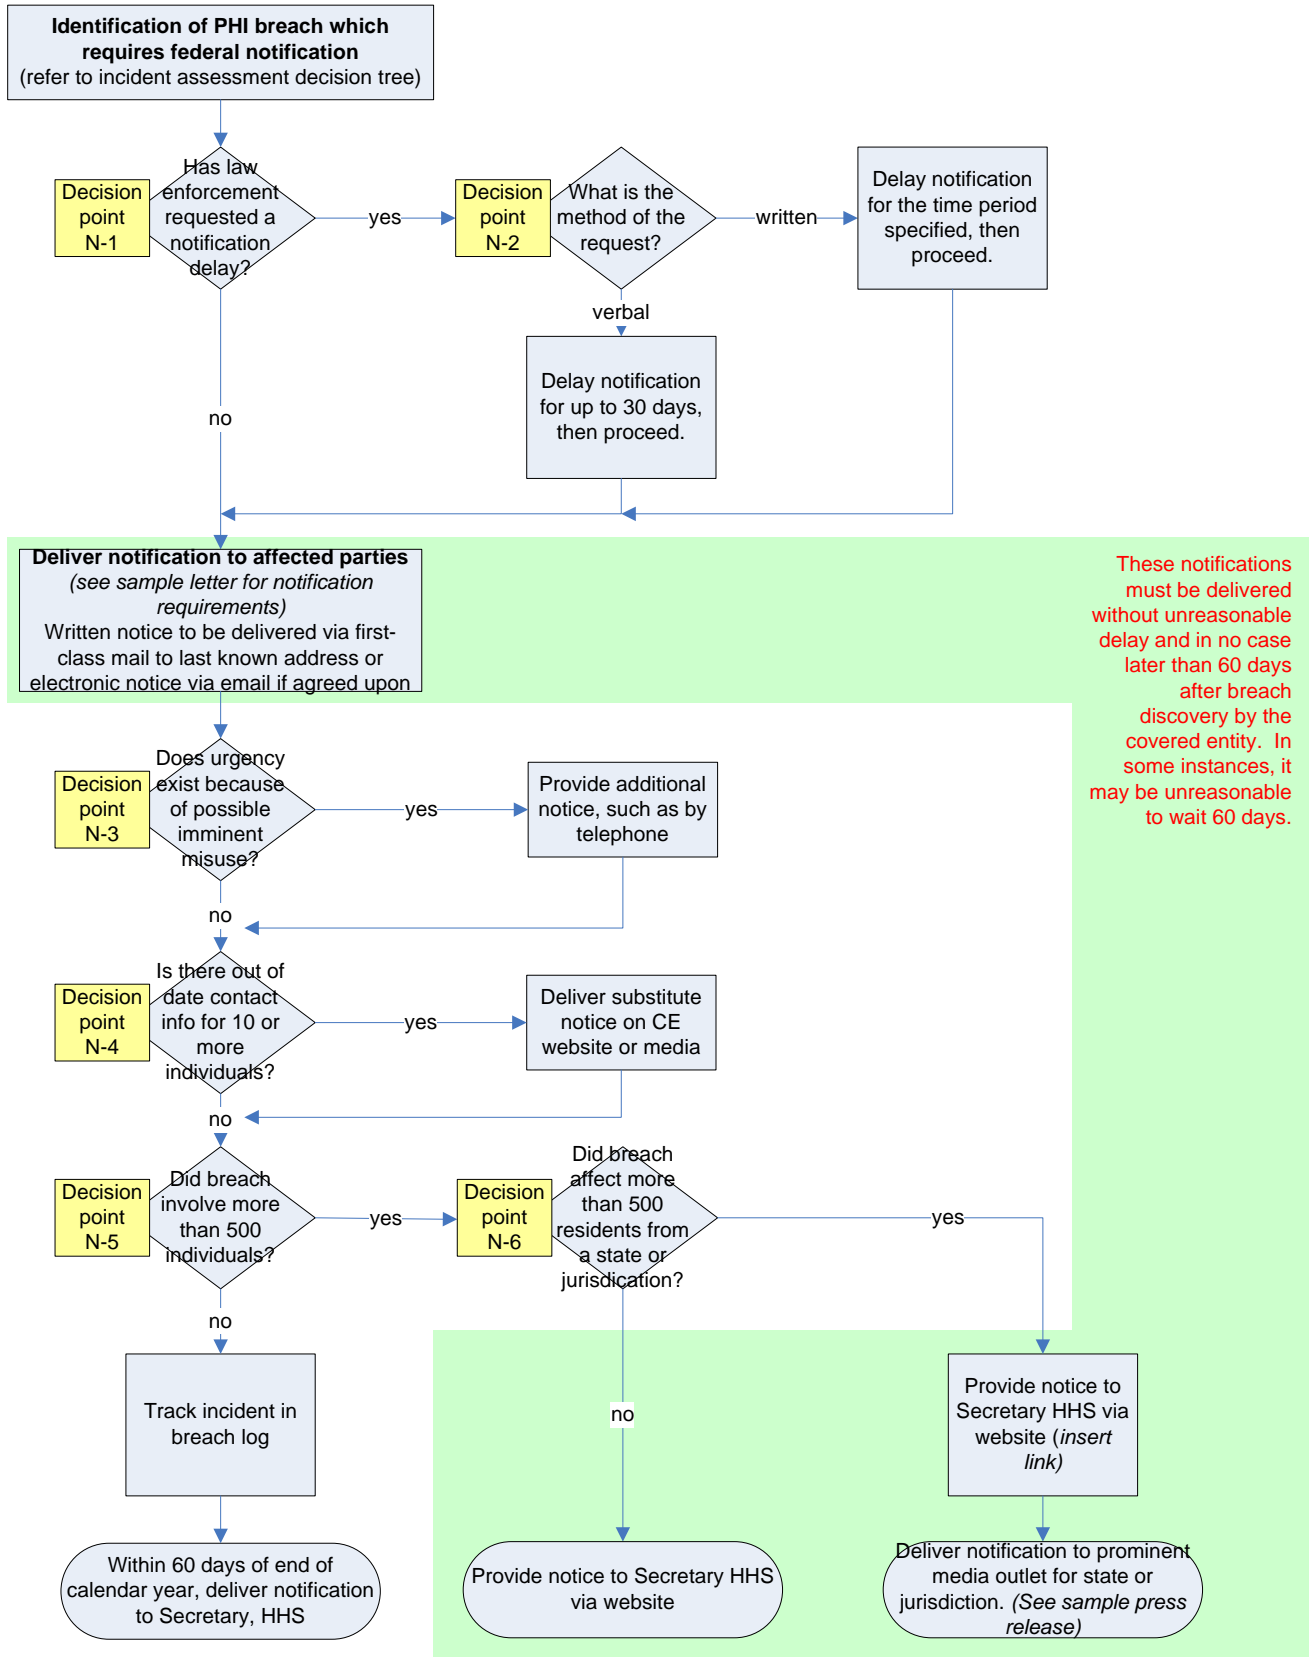 Identification of PHI breach which
requires federal notification
(refer to incident assessment decision tree)
Decision
point
N-1
Has law
enforcement
requested a
notification
delay?
yes
Decision
point
N-2
What is the
method of the
request?
written
Delay notification
for the time period
specified, then
proceed.
verbal
Delay notification
for up to 30 days,
then proceed.
no
Deliver notification to affected parties
(see sample letter for notification
requirements)
Written notice to be delivered via first-
class mail to last known address or
electronic notice via email if agreed upon
These notifications
must be delivered
without unreasonable
delay and in no case
later than 60 days
after breach
discovery by the
covered entity.  In
some instances, it
may be unreasonable
to wait 60 days.
Decision
point
N-3
Does urgency
exist because
of possible
imminent
misuse?
yes
Provide additional
notice, such as by
telephone
no
Decision
point
N-4
Is there out of
date contact
info for 10 or
more
individuals?
yes
Deliver substitute
notice on CE
website or media
no
Decision
point
N-5
Did breach
involve more
than 500
individuals?
yes
Decision
point
N-6
Did breach
affect more
than 500
residents from
a state or
jurisdication?
yes
no
Track incident in
breach log
no
Provide notice to
Secretary HHS via
website (insert
link)
Within 60 days of end of
calendar year, deliver notification
to Secretary, HHS
Provide notice to Secretary HHS
via website
Deliver notification to prominent
media outlet for state or
jurisdiction. (See sample press
release)